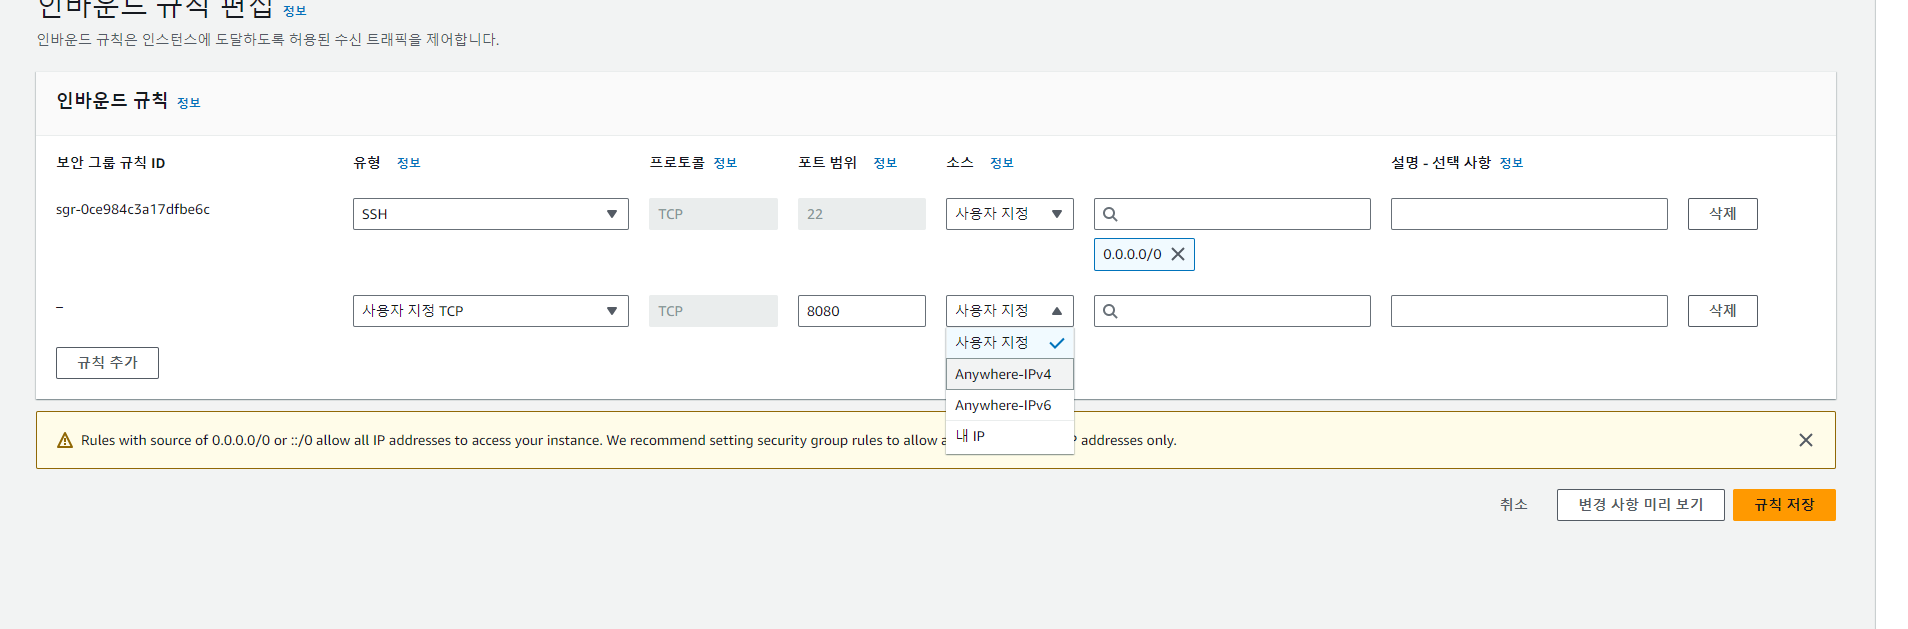 인바운드 규칙 편집 정보
인바운드 규칙은 인스턴스에 도달하도록 허용된 수신 트래픽을 제어합니다.
인바운드 규칙 정보
보안 그룹 규칙 ID 유형 정보 프로토콜 정보 포트 범위 정보 소스 정보 설명 - 선택 사항 정보
sgr-0ce984c3a17dfbe6c SSH TCP 22 사용자 지정 삭제
0.0.0.0/0
– 사용자 지정 TCP TCP 8080 사용자 지정 삭제
사용자 지정
Anywhere-IPv4
Anywhere-IPv6
내 IP
규칙 추가
Rules with source of 0.0.0.0/0 or ::/0 allow all IP addresses to access your instance. We recommend setting security group rules to allow addresses only.
취소 변경 사항 미리 보기 규칙 저장